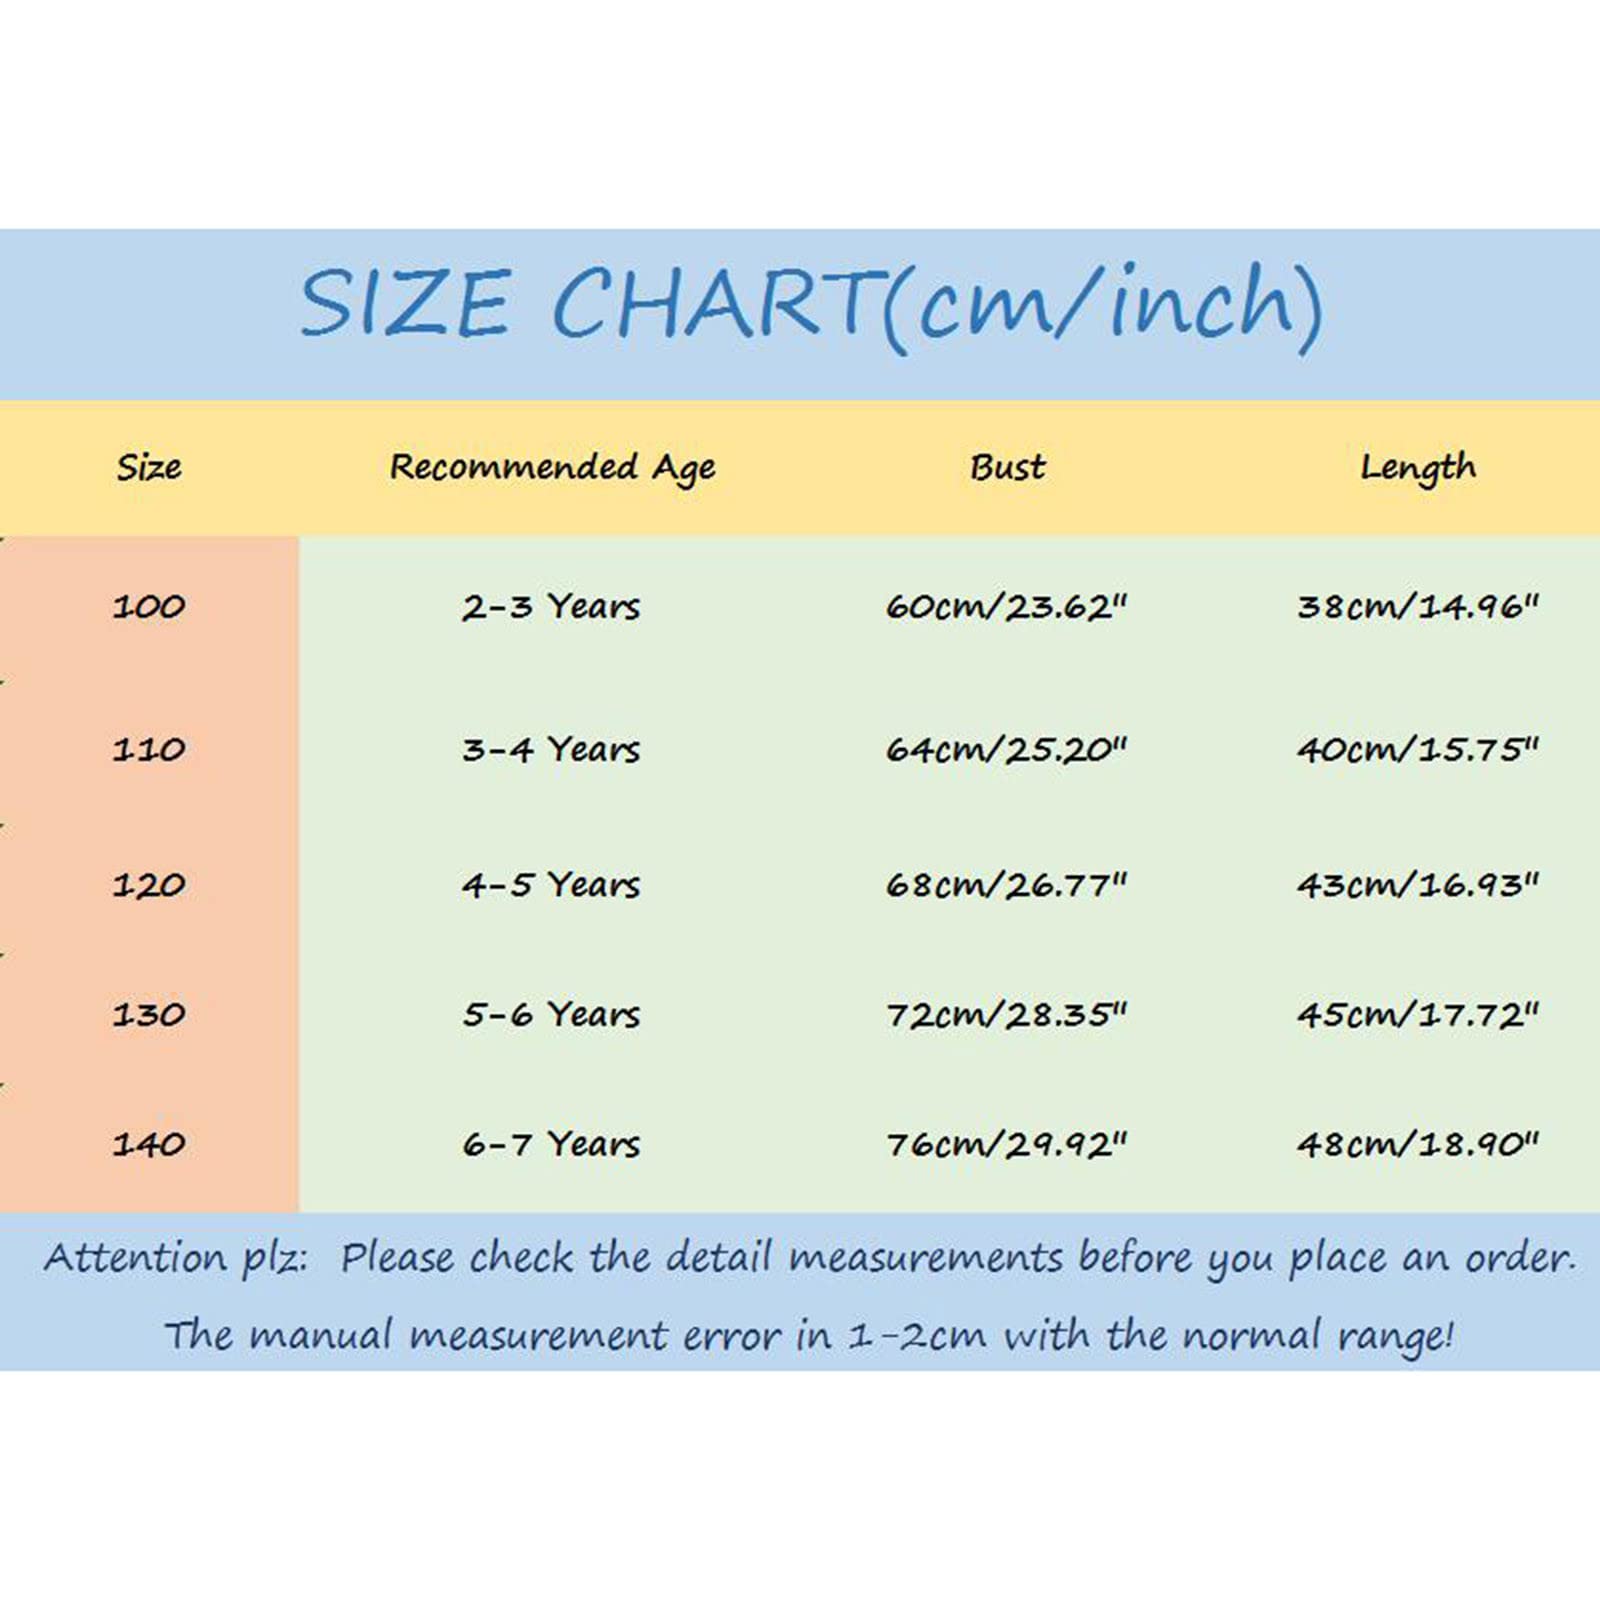 SIZE CHART(cm/inch)
Size Recommended Age Bust Length
100 2-3 Years 60cm/23.62" 38cm/14.96"
110 3-4 Years 64cm/25.20" 40cm/15.75"
120 4-5 Years 68cm/26.77" 43cm/16.93"
130 5-6 Years 72cm/28.35" 45cm/17.72"
140 6-7 Years 76cm/29.92" 48cm/18.90"
Attention plz: Please check the detail measurements before you place an order.
The manual measurement error in 1-2cm with the normal range!